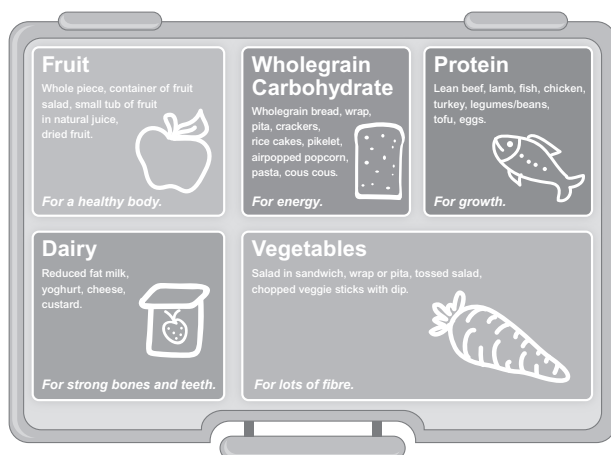 Fruit
Whole piece, container of fruit
salad, small tub of fruit
in natural juice,
dried fruit.
For a healthy body.
Wholegrain
Carbohydrate
Wholegrain bread, wrap,
pita, crackers,
rice cakes, pikelet,
airpopped popcorn,
pasta, cous cous.
For energy.
Protein
Lean beef, lamb, fish, chicken,
turkey, legumes/beans,
tofu, eggs.
For growth.
Dairy
Reduced fat milk,
yoghurt, cheese,
custard.
For strong bones and teeth.
Vegetables
Salad in sandwich, wrap or pita, tossed salad,
chopped veggie sticks with dip.
For lots of fibre.